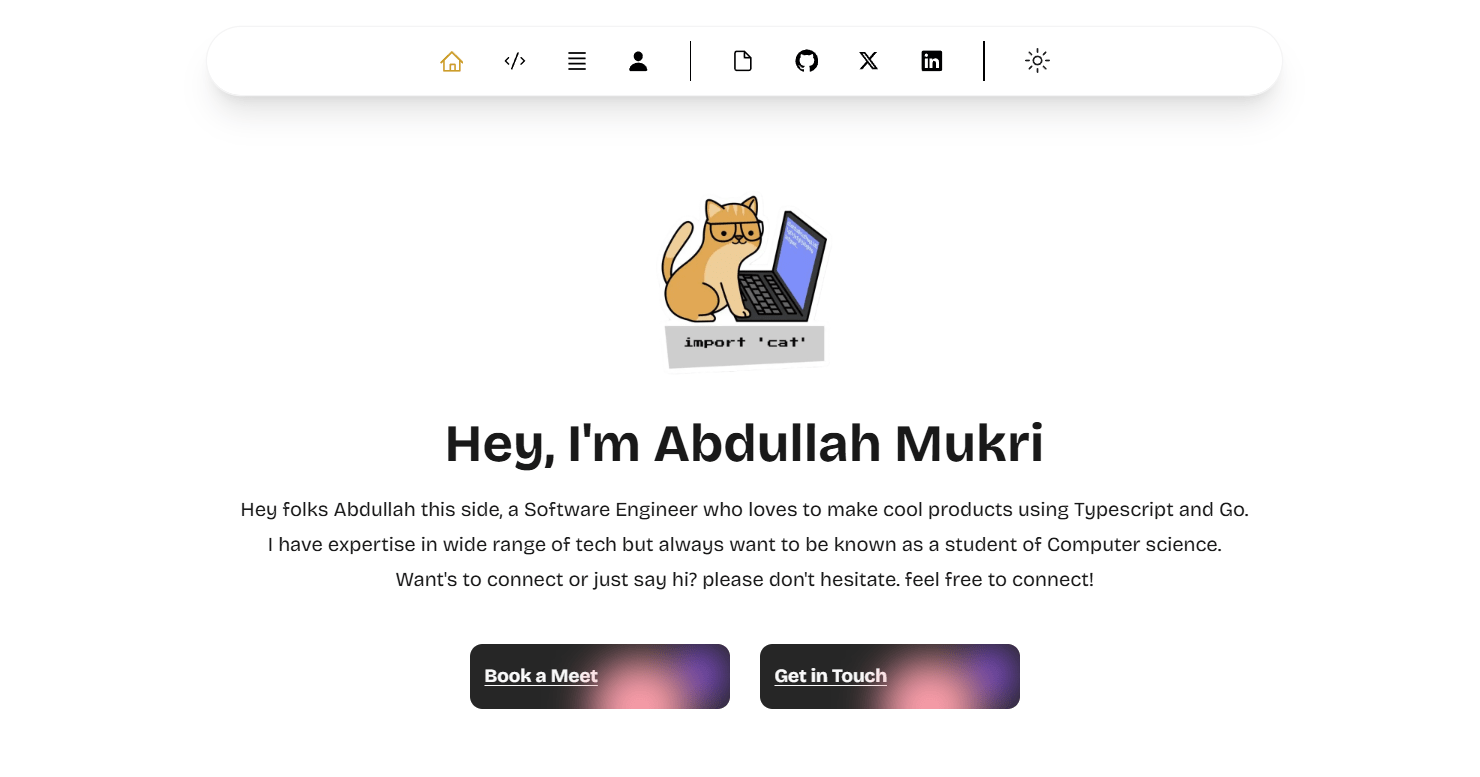 import 'cat'
Hey, I'm Abdullah Mukri
Hey folks Abdullah this side, a Software Engineer who loves to make cool products using Typescript and Go.
I have expertise in wide range of tech but always want to be known as a student of Computer science.
Want's to connect or just say hi? please don't hesitate. feel free to connect!
Book a Meet
Get in Touch